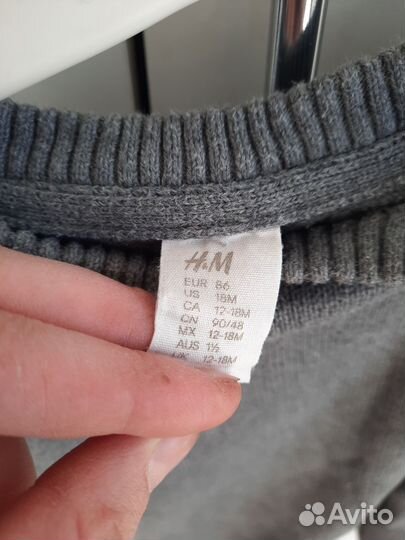 H&M
EUR 86
US 18M
CA 12-18M
CN 90/48
MX 12-18M
AUS 1½
UK 12-18M
Avito